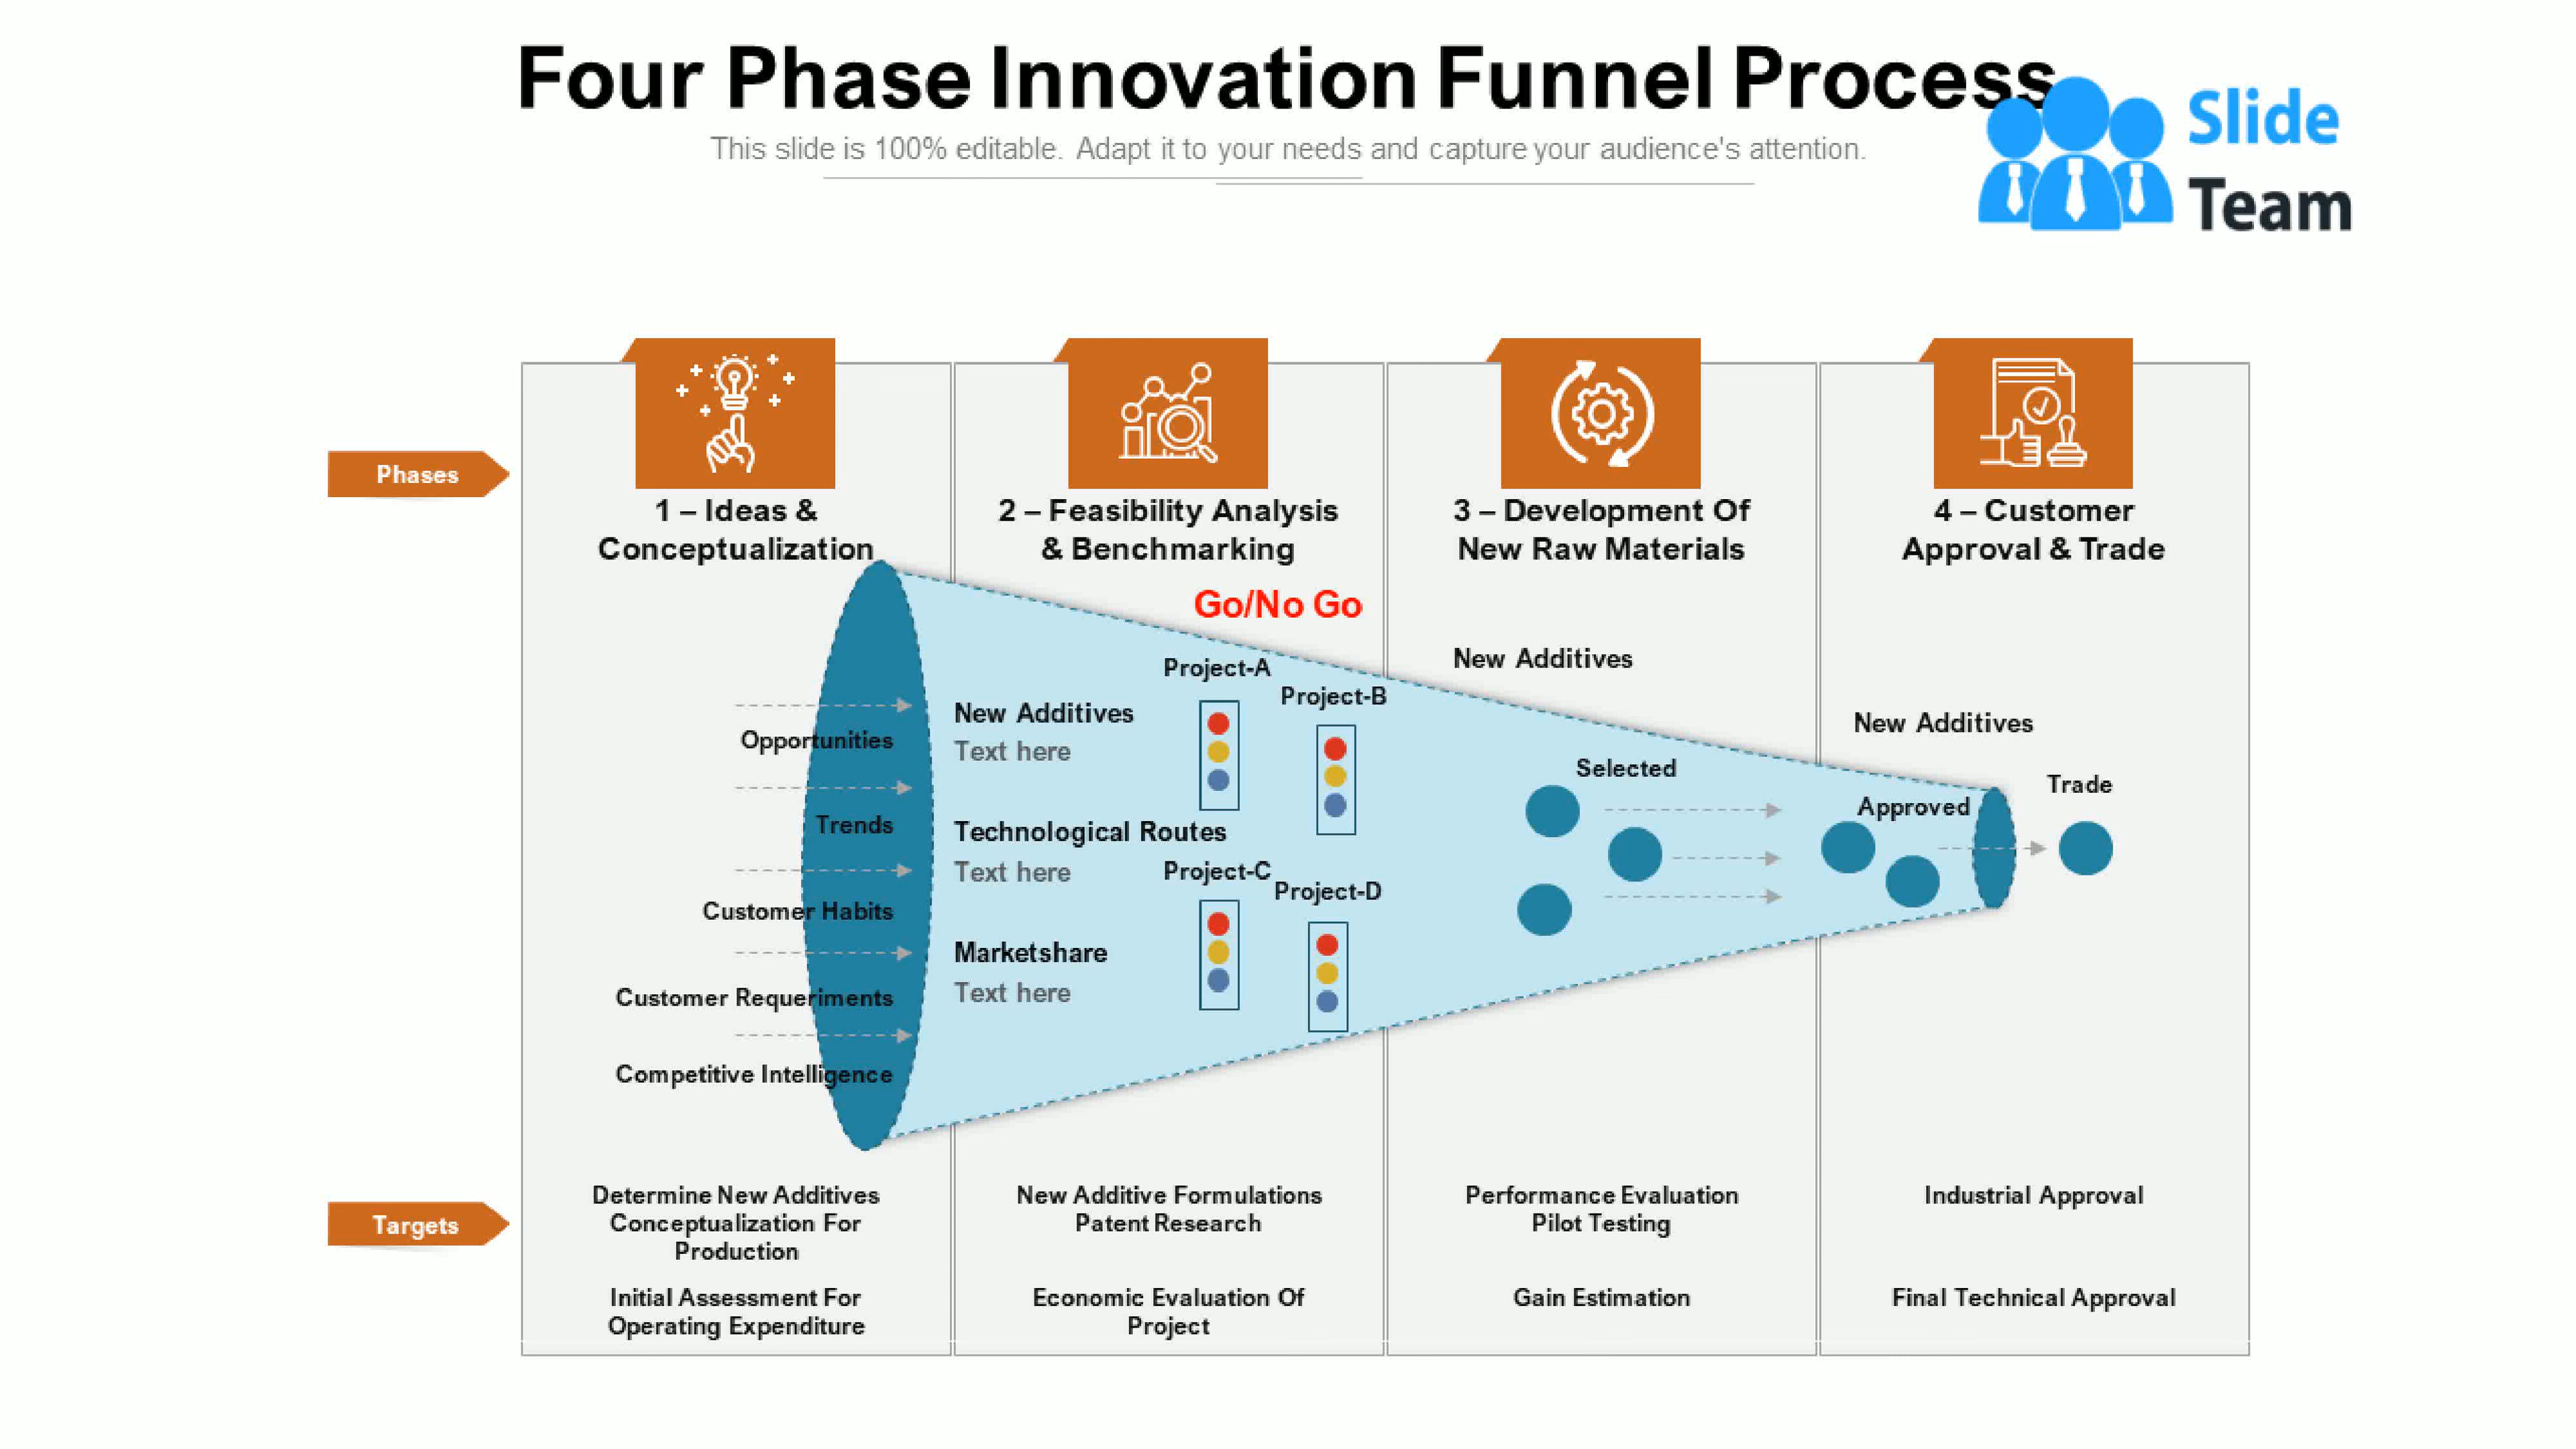 Four Phase Innovation Funnel Process
This slide is 100% editable. Adapt it to your needs and capture your audience's attention.
Slide
Team
Phases
1 – Ideas &
Conceptualization
2 – Feasibility Analysis
& Benchmarking
3 – Development Of
New Raw Materials
4 – Customer
Approval & Trade
Go/No Go
Opportunities
Trends
Customer Habits
Customer Requeriments
Competitive Intelligence
New Additives
Text here
Technological Routes
Text here
Marketshare
Text here
Project-A
Project-B
Project-C
Project-D
New Additives
Selected
New Additives
Approved
Trade
Targets
Determine New Additives
Conceptualization For
Production
Initial Assessment For
Operating Expenditure
New Additive Formulations
Patent Research
Economic Evaluation Of
Project
Performance Evaluation
Pilot Testing
Gain Estimation
Industrial Approval
Final Technical Approval